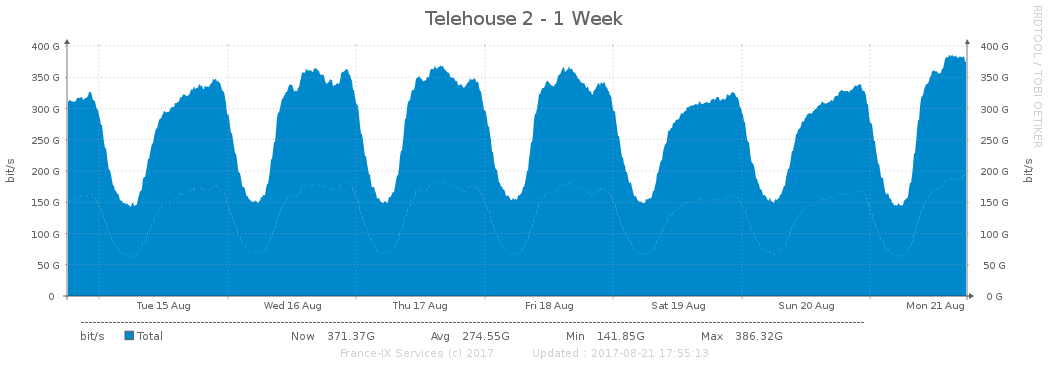 Telehouse 2 - 1 Week
RRDTOOL / TOBI OETIKER
400 G 400 G
350 G 350 G
300 G 300 G
250 G 250 G
200 G 200 G
150 G 150 G
100 G 100 G
50 G 50 G
0 0 G
bit/s bit/s
Tue 15 Aug Wed 16 Aug Thu 17 Aug Fri 18 Aug Sat 19 Aug Sun 20 Aug Mon 21 Aug
bit/s Total Now 371.37G Avg 274.55G Min 141.85G Max 386.32G
France-IX Services (c) 2017 Updated : 2017-08-21 17:55:13